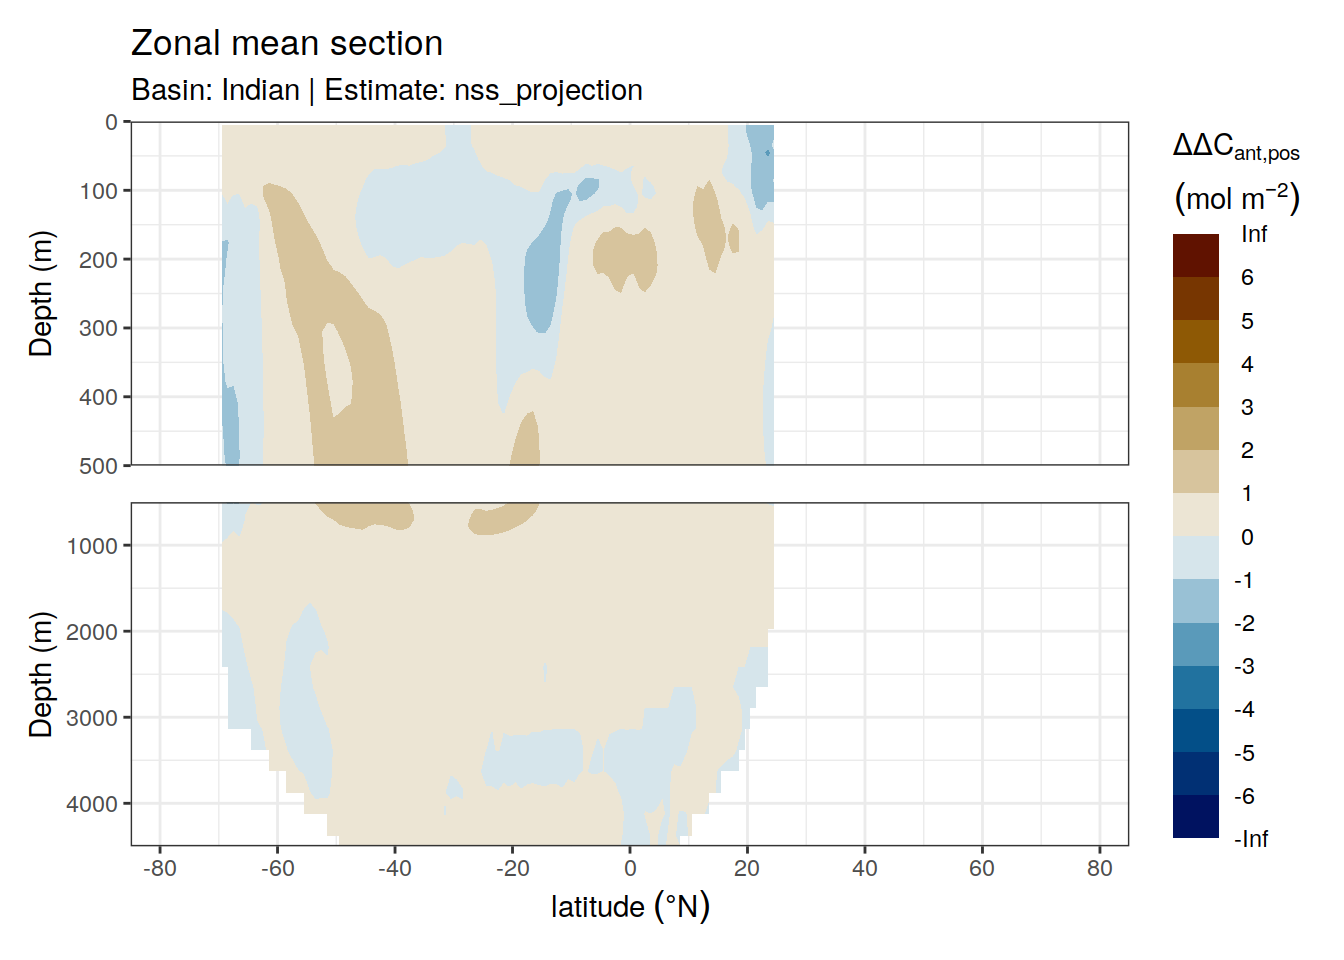 Zonal mean section
Basin: Indian | Estimate: nss_projection
0
100
200
300
400
500
Depth (m)
1000
2000
3000
4000
Depth (m)
-80 -60 -40 -20 0 20 40 60 80
latitude (°N)
ΔΔC_ant,pos
(mol m⁻²)
Inf
6
5
4
3
2
1
0
-1
-2
-3
-4
-5
-6
-Inf